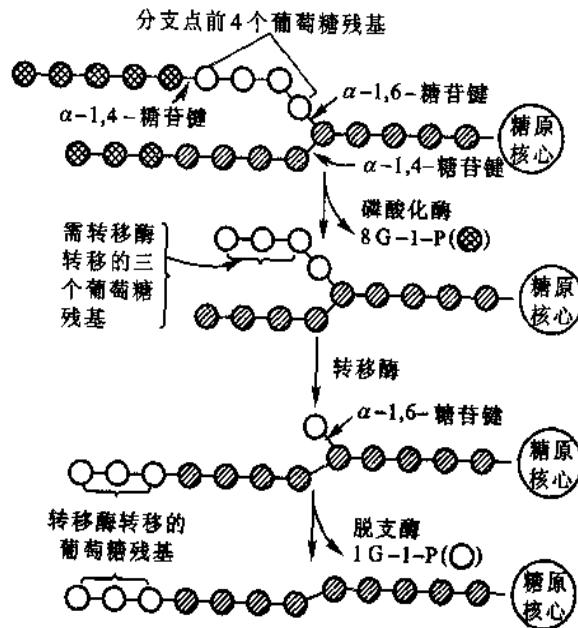 分支点前4个葡萄糖残基
α-1,6-糖苷键
α-1,4-糖苷键
糖原
核心
α-1,4-糖苷键
磷酸化酶
8G-1-P()
需转移酶
转移的三
个葡萄糖
残基
糖原
核心
转移酶
α-1,6-糖苷键
糖原
核心
转移酶转移的
葡萄糖残基
脱支酶
1G-1-P()
糖原
核心